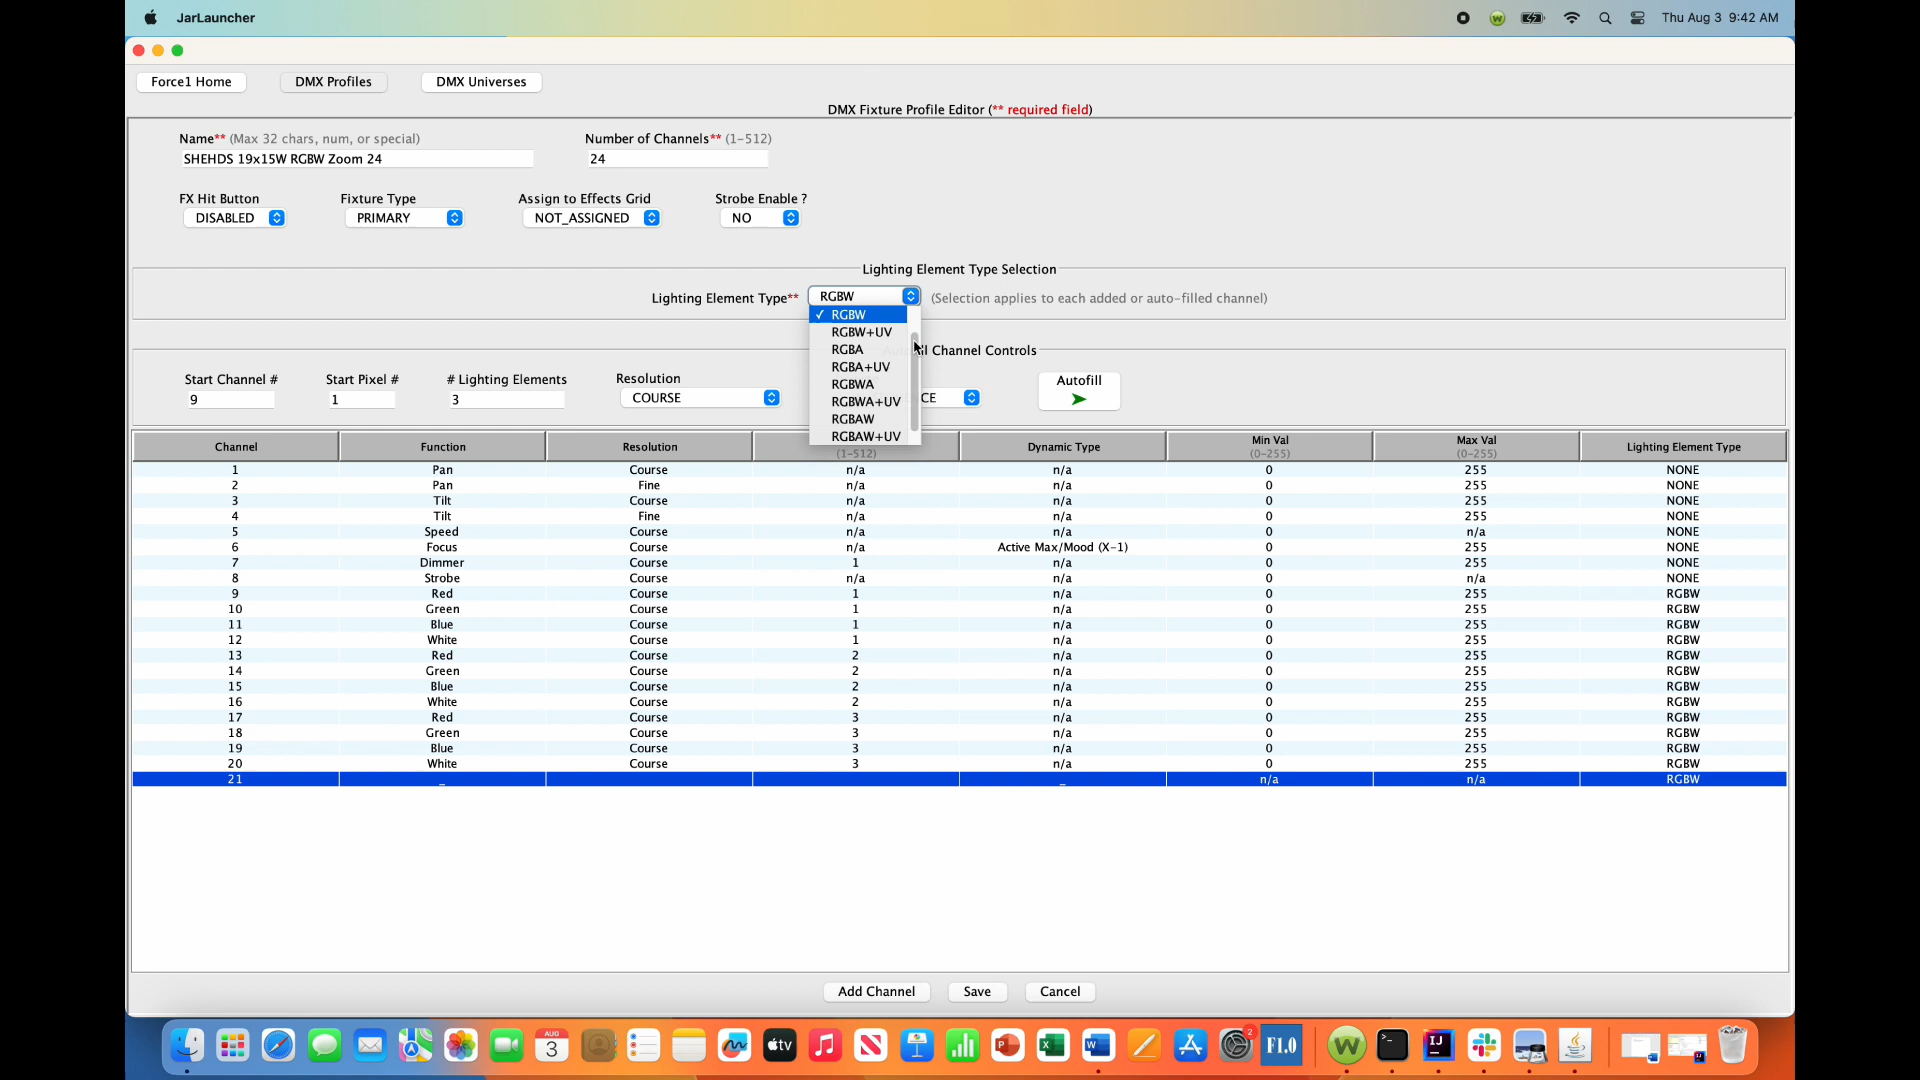 JarLauncher
Thu Aug 3 9:42 AM
Force1 Home DMX Profiles DMX Universes
DMX Fixture Profile Editor (** required field)
Name** (Max 32 chars, num, or special) Number of Channels** (1-512)
SHEHDS 19x15W RGBW Zoom 24 24
FX Hit Button Fixture Type Assign to Effects Grid Strobe Enable ?
DISABLED PRIMARY NOT_ASSIGNED NO
Lighting Element Type Selection
Lighting Element Type** RGBW (Selection applies to each added or auto-filled channel)
✓ RGBW
RGBW+UV
RGBA
RGBA+UV
RGBWA
RGBWA+UV
RGBAW
RGBAW+UV
Channel Controls
Start Channel # Start Pixel # # Lighting Elements Resolution Autofill
9 1 3 COURSE CE
Channel Function Resolution (1-512) Dynamic Type Min Val (0-255) Max Val (0-255) Lighting Element Type
1 Pan Course n/a n/a 0 255 NONE
2 Pan Fine n/a n/a 0 255 NONE
3 Tilt Course n/a n/a 0 255 NONE
4 Tilt Fine n/a n/a 0 255 NONE
5 Speed Course n/a n/a 0 n/a NONE
6 Focus Course n/a Active Max/Mood (X-1) 0 255 NONE
7 Dimmer Course 1 n/a 0 255 NONE
8 Strobe Course n/a n/a 0 n/a NONE
9 Red Course 1 n/a 0 255 RGBW
10 Green Course 1 n/a 0 255 RGBW
11 Blue Course 1 n/a 0 255 RGBW
12 White Course 1 n/a 0 255 RGBW
13 Red Course 2 n/a 0 255 RGBW
14 Green Course 2 n/a 0 255 RGBW
15 Blue Course 2 n/a 0 255 RGBW
16 White Course 2 n/a 0 255 RGBW
17 Red Course 3 n/a 0 255 RGBW
18 Green Course 3 n/a 0 255 RGBW
19 Blue Course 3 n/a 0 255 RGBW
20 White Course 3 n/a 0 255 RGBW
21 _ _ n/a n/a RGBW
Add Channel Save Cancel
AUG
3
tv
2
F1.0
IJ